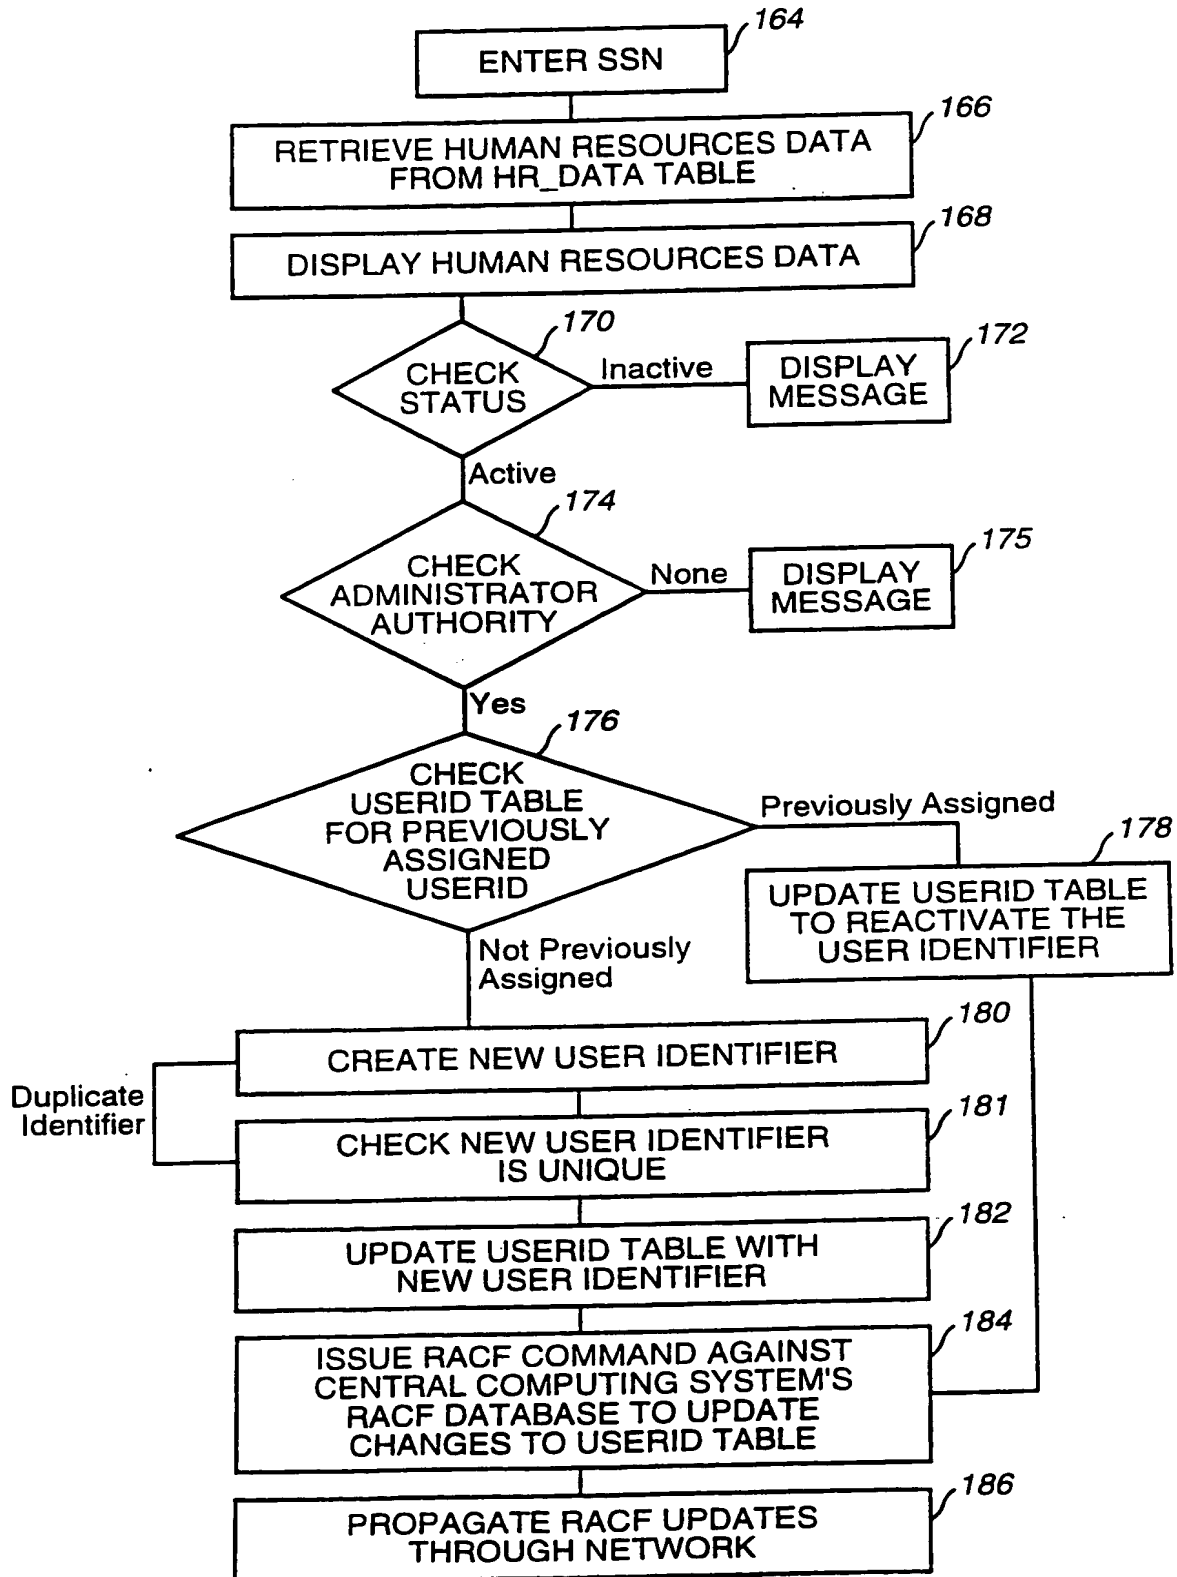 164
ENTER SSN
166
RETRIEVE HUMAN RESOURCES DATA
FROM HR_DATA TABLE
168
DISPLAY HUMAN RESOURCES DATA
170
CHECK
STATUS
Inactive
172
DISPLAY
MESSAGE
Active
174
CHECK
ADMINISTRATOR
AUTHORITY
None
175
DISPLAY
MESSAGE
Yes
176
CHECK
USERID TABLE
FOR PREVIOUSLY
ASSIGNED
USERID
Previously Assigned
178
UPDATE USERID TABLE
TO REACTIVATE THE
USER IDENTIFIER
Not Previously
Assigned
180
CREATE NEW USER IDENTIFIER
Duplicate
Identifier
181
CHECK NEW USER IDENTIFIER
IS UNIQUE
182
UPDATE USERID TABLE WITH
NEW USER IDENTIFIER
184
ISSUE RACF COMMAND AGAINST
CENTRAL COMPUTING SYSTEM'S
RACF DATABASE TO UPDATE
CHANGES TO USERID TABLE
186
PROPAGATE RACF UPDATES
THROUGH NETWORK